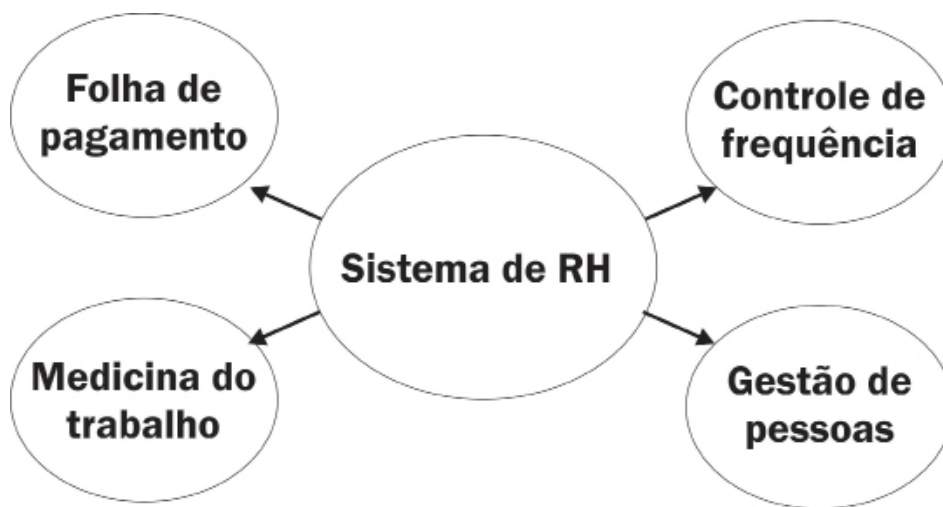 Folha de
pagamento
Controle de
frequência
Sistema de RH
Medicina do
trabalho
Gestão de
pessoas